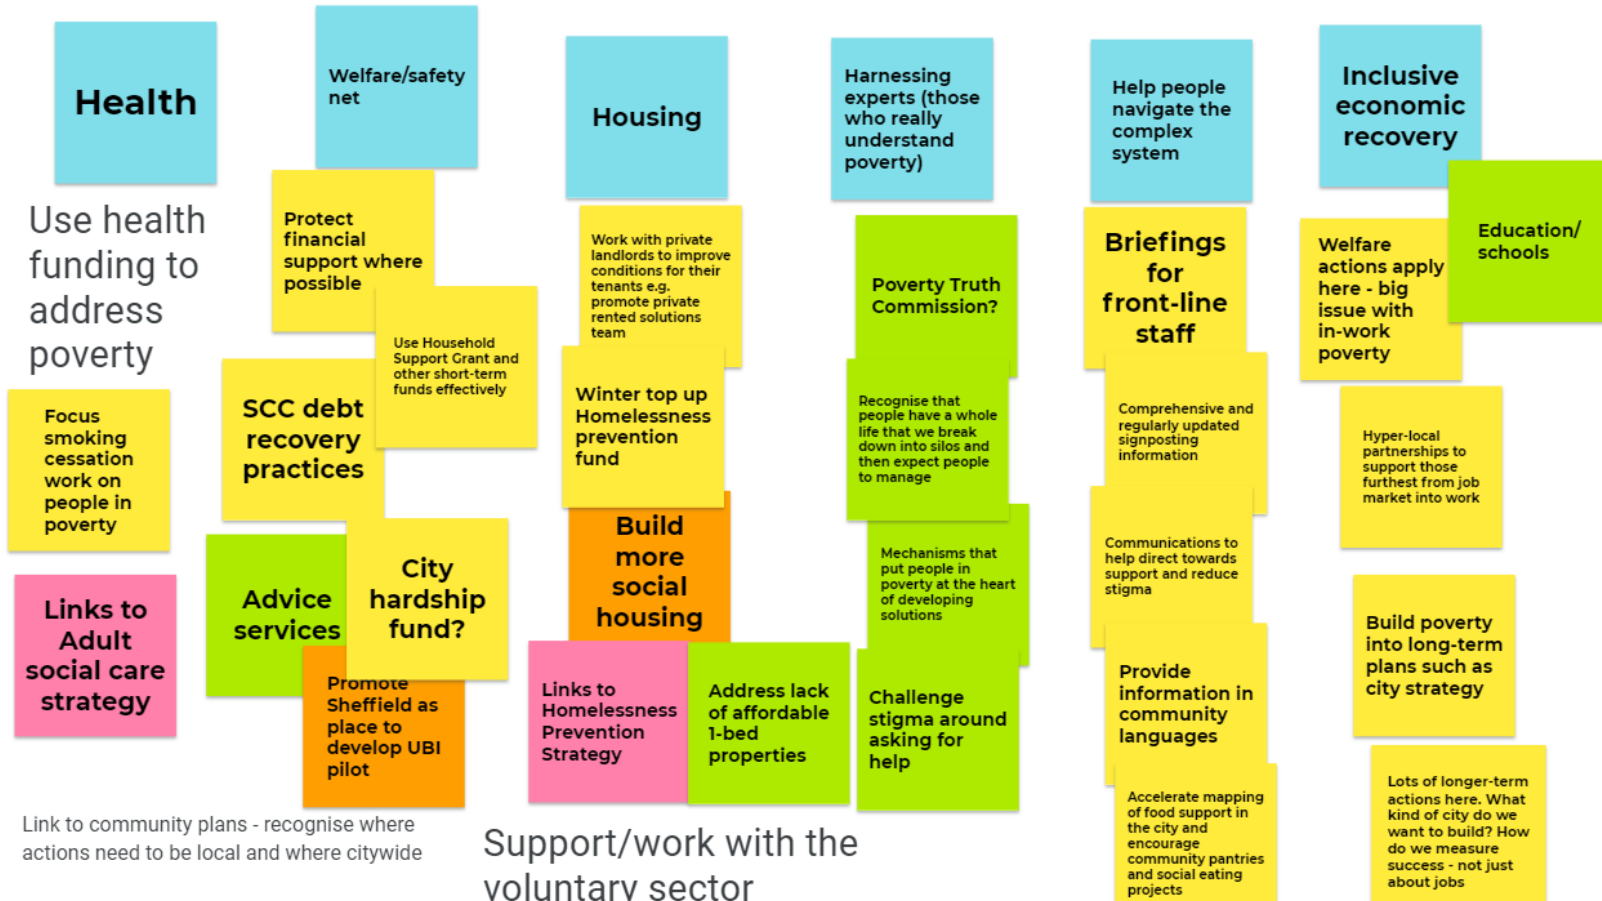 Health
Use health
funding to
address
poverty
Focus
smoking
cessation
work on
people in
poverty
Links to
Adult
social care
strategy
Welfare/safety
net
Protect
financial
support where
possible
Use Household
Support Grant and
other short-term
funds effectively
SCC debt
recovery
practices
Advice
services
City
hardship
fund?
Promote
Sheffield as
place to
develop UBI
pilot
Link to community plans - recognise where
actions need to be local and where citywide
Housing
Work with private
landlords to improve
conditions for their
tenants e.g.
promote private
rented solutions
team
Winter top up
Homelessness
prevention
fund
Build
more
social
housing
Links to
Homelessness
Prevention
Strategy
Address lack
of affordable
1-bed
properties
Support/work with the
voluntary sector
Harnessing
experts (those
who really
understand
poverty)
Poverty Truth
Commission?
Recognise that
people have a whole
life that we break
down into silos and
then expect people
to manage
Mechanisms that
put people in
poverty at the heart
of developing
solutions
Challenge
stigma around
asking for
help
Help people
navigate the
complex
system
Briefings
for
front-line
staff
Comprehensive and
regularly updated
signposting
information
Communications to
help direct towards
support and reduce
stigma
Provide
information in
community
languages
Accelerate mapping
of food support in
the city and
encourage
community pantries
and social eating
projects
Inclusive
economic
recovery
Education/
schools
Welfare
actions apply
here - big
issue with
in-work
poverty
Hyper-local
partnerships to
support those
furthest from job
market into work
Build poverty
into long-term
plans such as
city strategy
Lots of longer-term
actions here. What
kind of city do we
want to build? How
do we measure
success - not just
about jobs